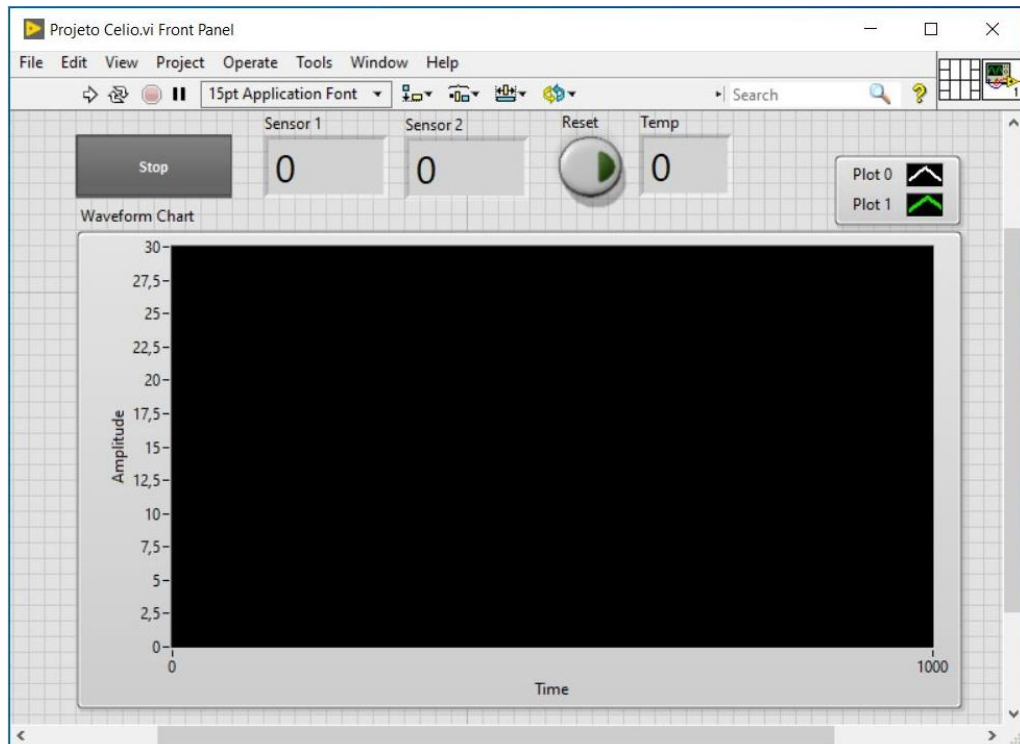 Projeto Celio.vi Front Panel
File Edit View Project Operate Tools Window Help
15pt Application Font
Search
1
Sensor 1 Sensor 2 Reset Temp
Stop 0 0 0
Plot 0
Plot 1
Waveform Chart
30
27,5
25
22,5
20
17,5
15
12,5
10
7,5
5
2,5
0
Amplitude
0 1000
Time